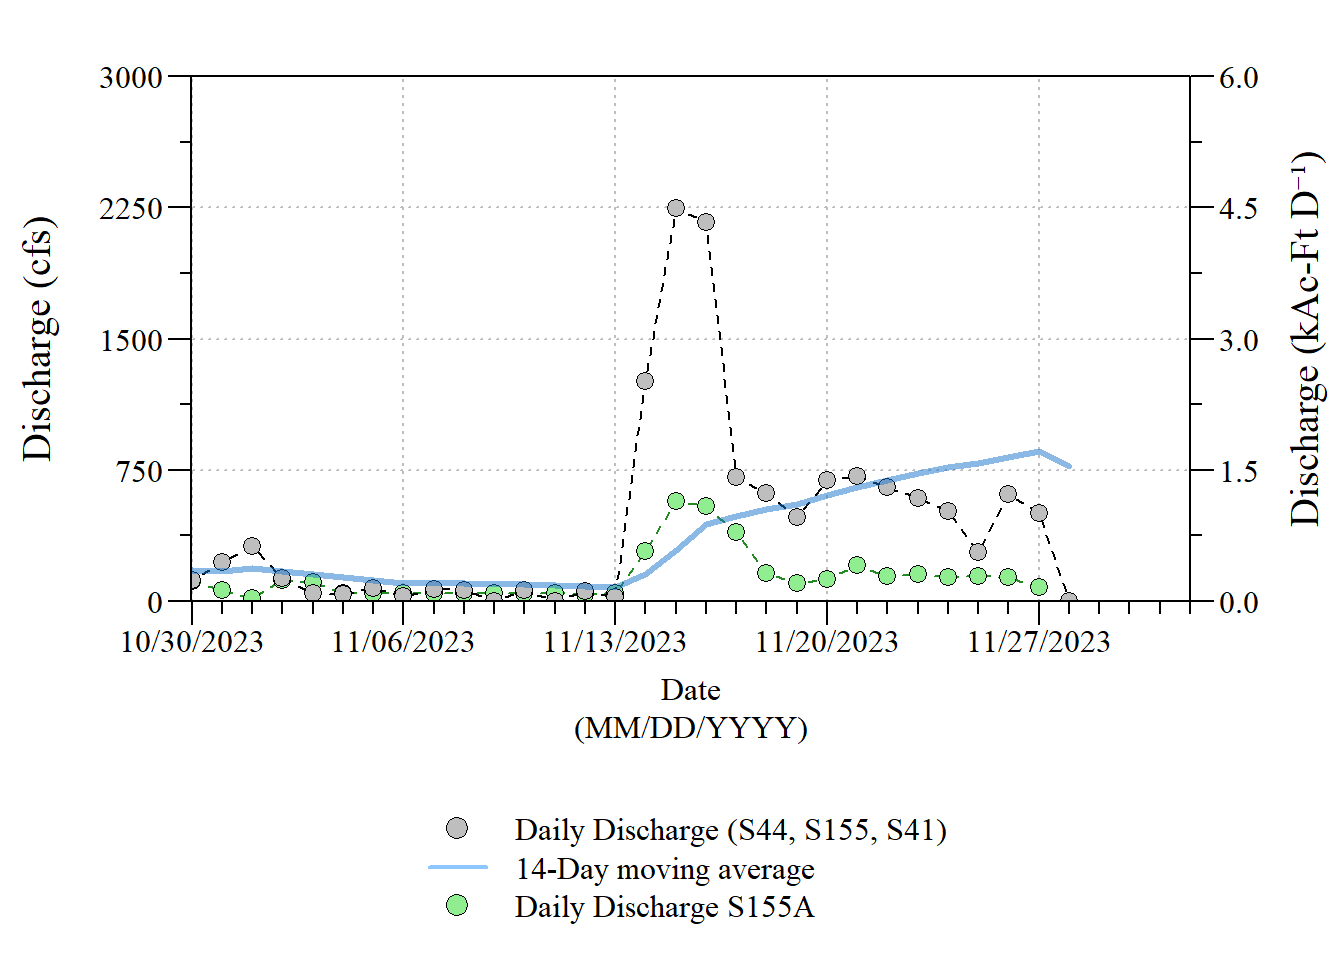 3000
2250
1500
750
0
6.0
4.5
3.0
1.5
0.0
Discharge (cfs)
Discharge (kAc-Ft D⁻¹)
10/30/2023
11/06/2023
11/13/2023
11/20/2023
11/27/2023
Date
(MM/DD/YYYY)
Daily Discharge (S44, S155, S41)
14-Day moving average
Daily Discharge S155A